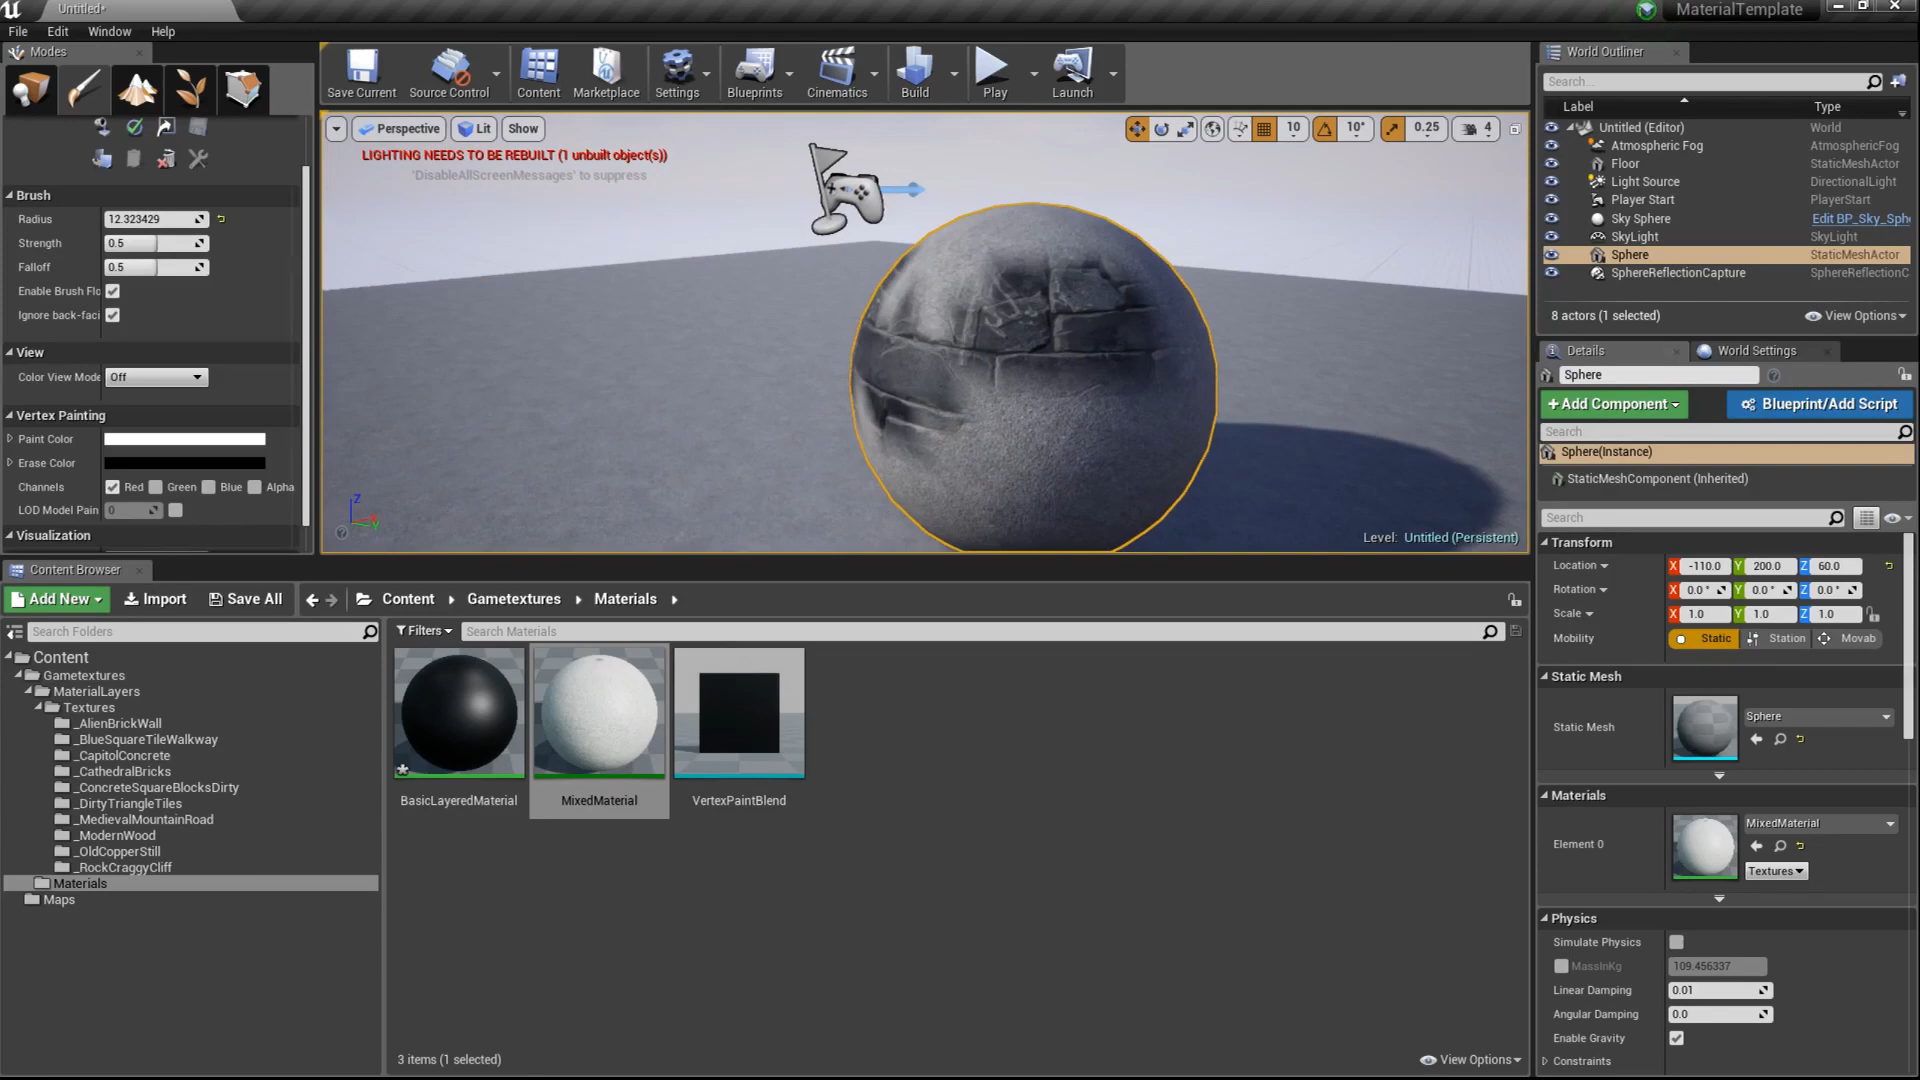 Untitled*
MaterialTemplate
File Edit Window Help
Modes
Save Current Source Control Content Marketplace Settings Blueprints Cinematics Build Play Launch
Brush
Radius 12.323429
Strength 0.5
Falloff 0.5
Enable Brush Flo
Ignore back-faci
View
Color View Mode Off
Vertex Painting
Paint Color
Erase Color
Channels Red Green Blue Alpha
LOD Model Pain 0
Visualization
Perspective Lit Show
10 10° 0.25 4
LIGHTING NEEDS TO BE REBUILT (1 unbuilt object(s))
'DisableAllScreenMessages' to suppress
Z
X
Y
Level: Untitled (Persistent)
World Outliner
Search...
Label Type
Untitled (Editor) World
Atmospheric Fog AtmosphericFog
Floor StaticMeshActor
Light Source DirectionalLight
Player Start PlayerStart
Sky Sphere Edit BP_Sky_Sph
SkyLight SkyLight
Sphere StaticMeshActor
SphereReflectionCapture SphereReflectionC
8 actors (1 selected) View Options
Details World Settings
Sphere
+Add Component Blueprint/Add Script
Search
Sphere(Instance)
StaticMeshComponent (Inherited)
Search
Transform
Location X -110.0 Y 200.0 Z 60.0
Rotation X 0.0 ° Y 0.0 ° Z 0.0 °
Scale X 1.0 Y 1.0 Z 1.0
Mobility Static Station Movab
Static Mesh
Static Mesh Sphere
Materials
Element 0 MixedMaterial
Textures
Physics
Simulate Physics
MassInKg 109.456337
Linear Damping 0.01
Angular Damping 0.0
Enable Gravity
Constraints
Content Browser
Add New Import Save All Content Gametextures Materials
Search Folders
Filters Search Materials
Content
Gametextures
MaterialLayers
Textures
_AlienBrickWall
_BlueSquareTileWalkway
_CapitolConcrete
_CathedralBricks
_ConcreteSquareBlocksDirty
_DirtyTriangleTiles
_MedievalMountainRoad
_ModernWood
_OldCopperStill
_RockCraggyCliff
Materials
Maps
BasicLayeredMaterial MixedMaterial VertexPaintBlend
3 items (1 selected) View Options